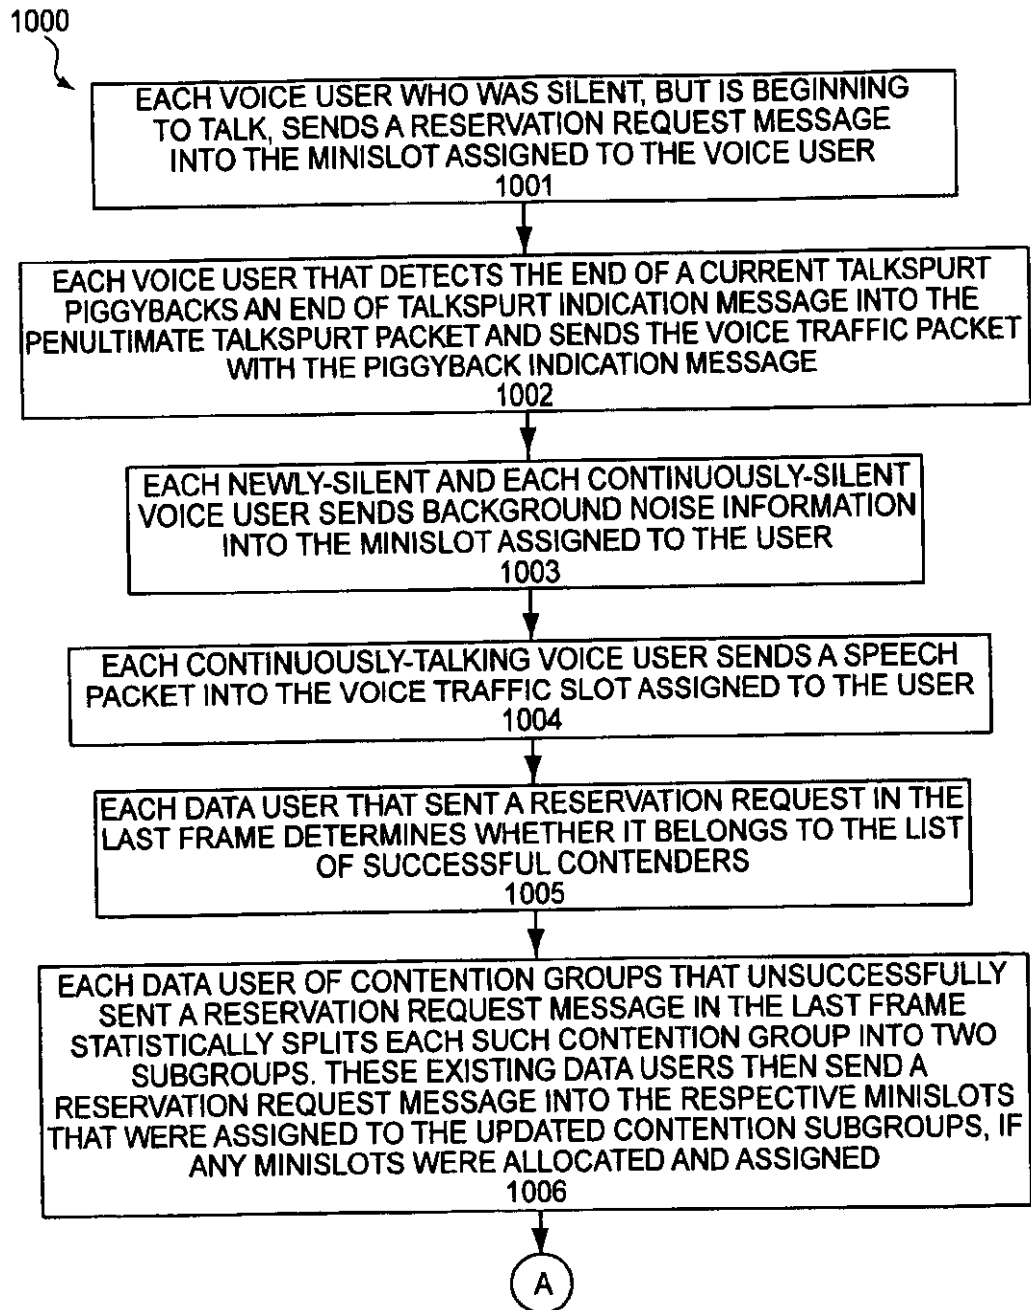 1000
EACH VOICE USER WHO WAS SILENT, BUT IS BEGINNING
TO TALK, SENDS A RESERVATION REQUEST MESSAGE
INTO THE MINISLOT ASSIGNED TO THE VOICE USER
1001
EACH VOICE USER THAT DETECTS THE END OF A CURRENT TALKSPURT
PIGGYBACKS AN END OF TALKSPURT INDICATION MESSAGE INTO THE
PENULTIMATE TALKSPURT PACKET AND SENDS THE VOICE TRAFFIC PACKET
WITH THE PIGGYBACK INDICATION MESSAGE
1002
EACH NEWLY-SILENT AND EACH CONTINUOUSLY-SILENT
VOICE USER SENDS BACKGROUND NOISE INFORMATION
INTO THE MINISLOT ASSIGNED TO THE USER
1003
EACH CONTINUOUSLY-TALKING VOICE USER SENDS A SPEECH
PACKET INTO THE VOICE TRAFFIC SLOT ASSIGNED TO THE USER
1004
EACH DATA USER THAT SENT A RESERVATION REQUEST IN THE
LAST FRAME DETERMINES WHETHER IT BELONGS TO THE LIST
OF SUCCESSFUL CONTENDERS
1005
EACH DATA USER OF CONTENTION GROUPS THAT UNSUCCESSFULLY
SENT A RESERVATION REQUEST MESSAGE IN THE LAST FRAME
STATISTICALLY SPLITS EACH SUCH CONTENTION GROUP INTO TWO
SUBGROUPS. THESE EXISTING DATA USERS THEN SEND A
RESERVATION REQUEST MESSAGE INTO THE RESPECTIVE MINISLOTS
THAT WERE ASSIGNED TO THE UPDATED CONTENTION SUBGROUPS, IF
ANY MINISLOTS WERE ALLOCATED AND ASSIGNED
1006
A